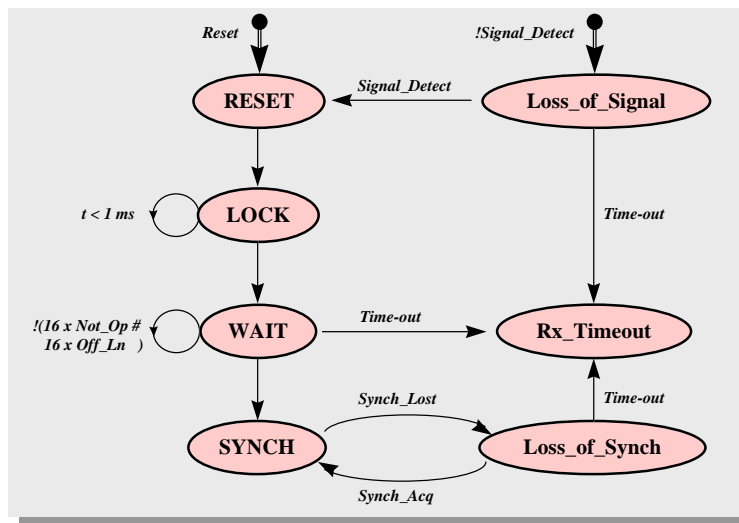 Reset
!Signal_Detect
RESET
Signal_Detect
Loss_of_Signal
t < 1 ms
LOCK
Time-out
!(16 x Not_Op #
16 x Off_Ln )
WAIT
Time-out
Rx_Timeout
Synch_Lost
Time-out
SYNCH
Loss_of_Synch
Synch_Acq